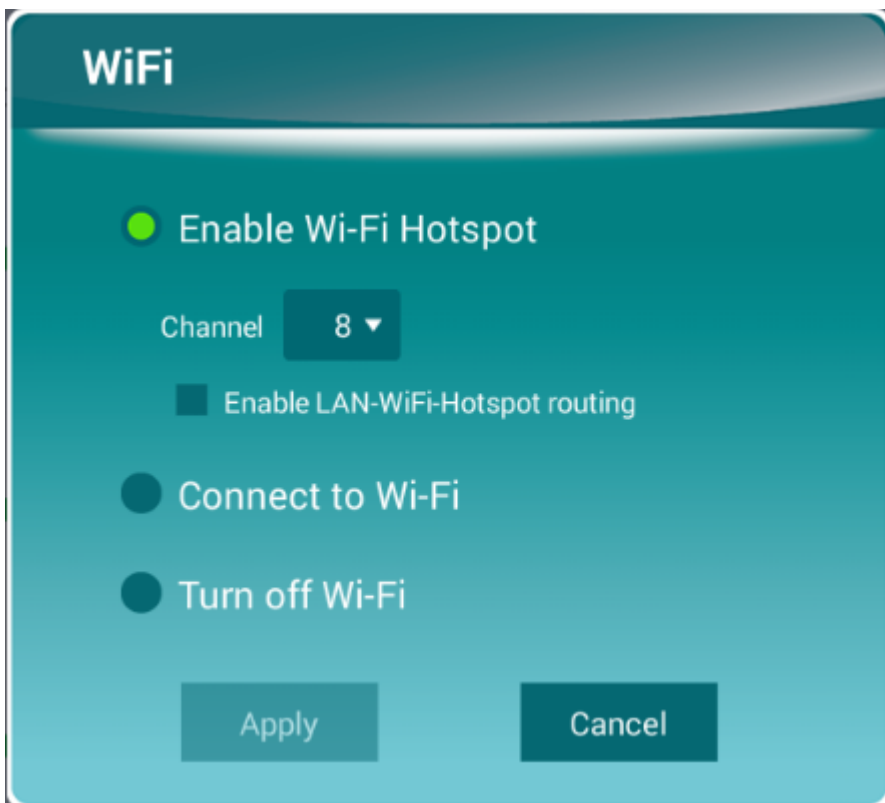 WiFi
Enable Wi-Fi Hotspot
Channel 8
Enable LAN-WiFi-Hotspot routing
Connect to Wi-Fi
Turn off Wi-Fi
Apply Cancel